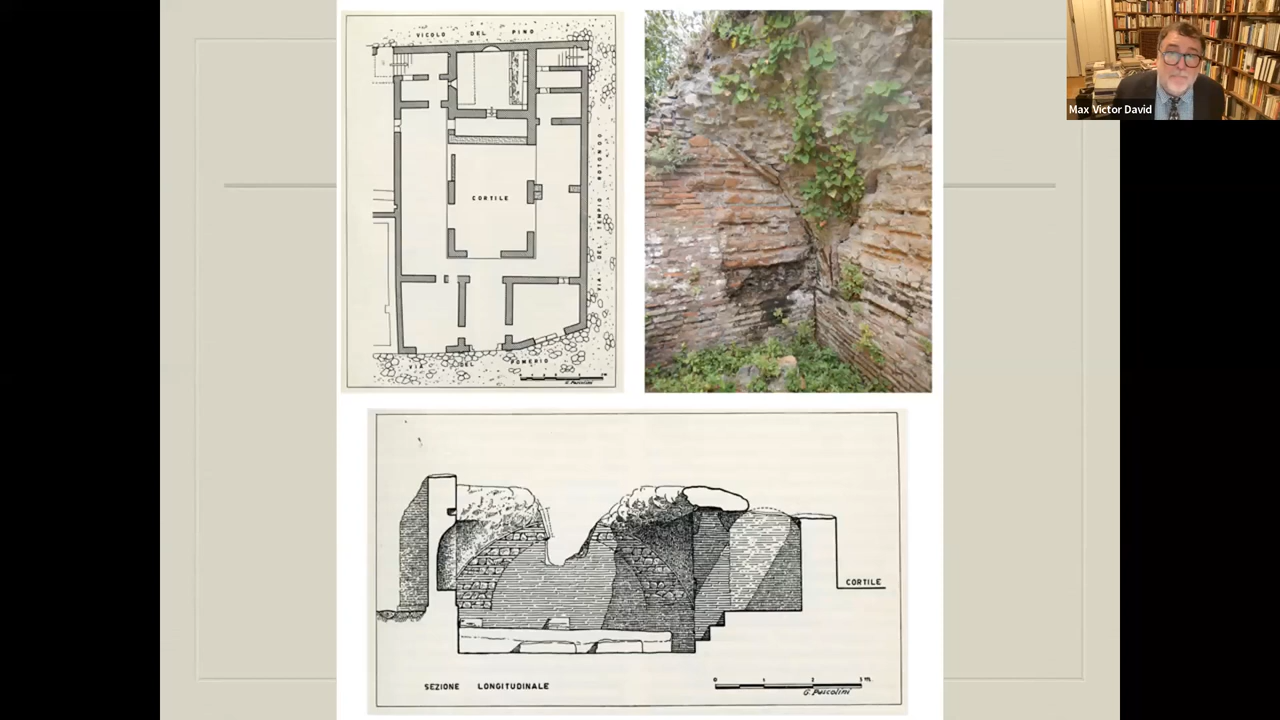 VICOLO DEL PINO
CORTILE
VIA DEL TEMPIO ROTONDO
VIA DEL POMERIO
G. Pascolini
Max Victor David
CORTILE
SEZIONE LONGITUDINALE
0 1 2 3 m.
G. Pascolini